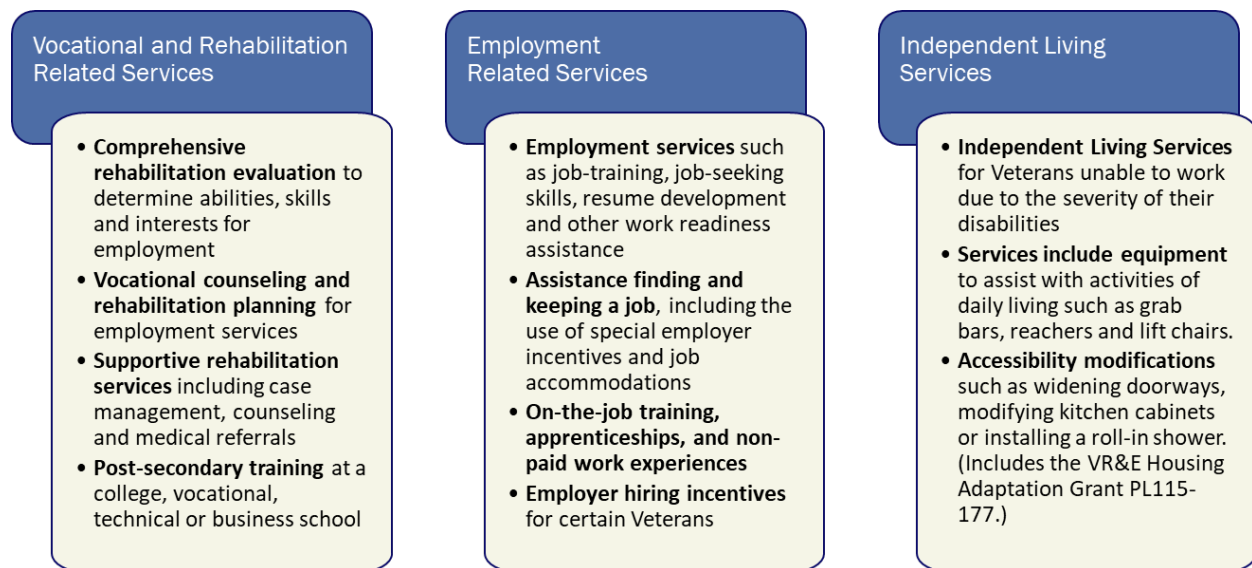 Vocational and Rehabilitation
Related Services
• Comprehensive
rehabilitation evaluation to
determine abilities, skills
and interests for
employment
• Vocational counseling and
rehabilitation planning for
employment services
• Supportive rehabilitation
services including case
management, counseling
and medical referrals
• Post-secondary training at a
college, vocational,
technical or business school
Employment
Related Services
• Employment services such
as job-training, job-seeking
skills, resume development
and other work readiness
assistance
• Assistance finding and
keeping a job, including the
use of special employer
incentives and job
accommodations
• On-the-job training,
apprenticeships, and non-
paid work experiences
• Employer hiring incentives
for certain Veterans
Independent Living
Services
• Independent Living Services
for Veterans unable to work
due to the severity of their
disabilities
• Services include equipment
to assist with activities of
daily living such as grab
bars, reachers and lift chairs.
• Accessibility modifications
such as widening doorways,
modifying kitchen cabinets
or installing a roll-in shower.
(Includes the VR&E Housing
Adaptation Grant PL115-
177.)